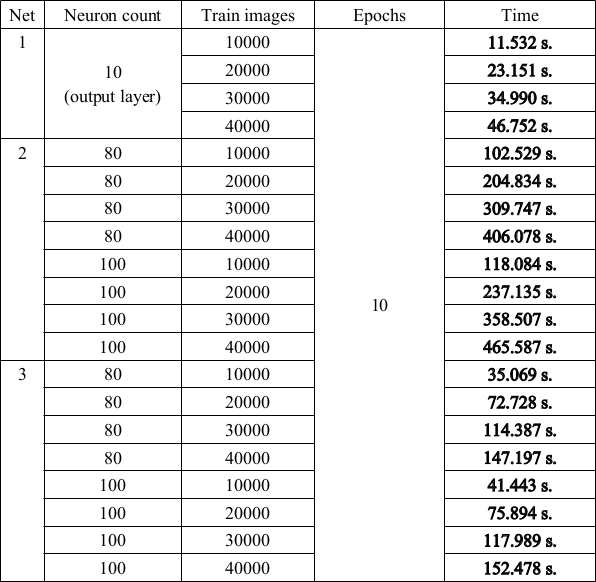 Net Neuron count Train images Epochs Time
1 10 (output layer) 10000 10 11.532 s.
20000 23.151 s.
30000 34.990 s.
40000 46.752 s.
2 80 10000 102.529 s.
80 20000 204.834 s.
80 30000 309.747 s.
80 40000 406.078 s.
100 10000 118.084 s.
100 20000 237.135 s.
100 30000 358.507 s.
100 40000 465.587 s.
3 80 10000 35.069 s.
80 20000 72.728 s.
80 30000 114.387 s.
80 40000 147.197 s.
100 10000 41.443 s.
100 20000 75.894 s.
100 30000 117.989 s.
100 40000 152.478 s.